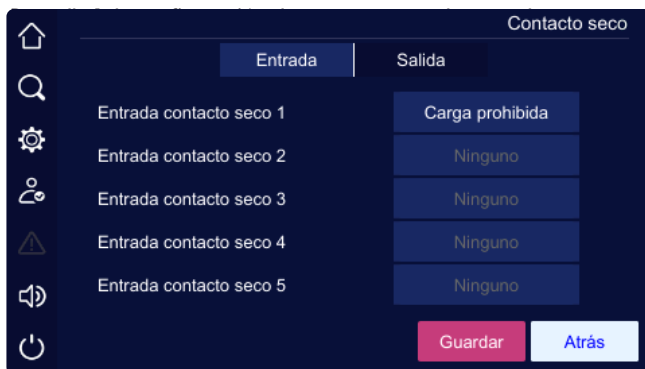 Contacto seco
Entrada Salida
Entrada contacto seco 1 Carga prohibida
Entrada contacto seco 2 Ninguno
Entrada contacto seco 3 Ninguno
Entrada contacto seco 4 Ninguno
Entrada contacto seco 5 Ninguno
Guardar Atrás